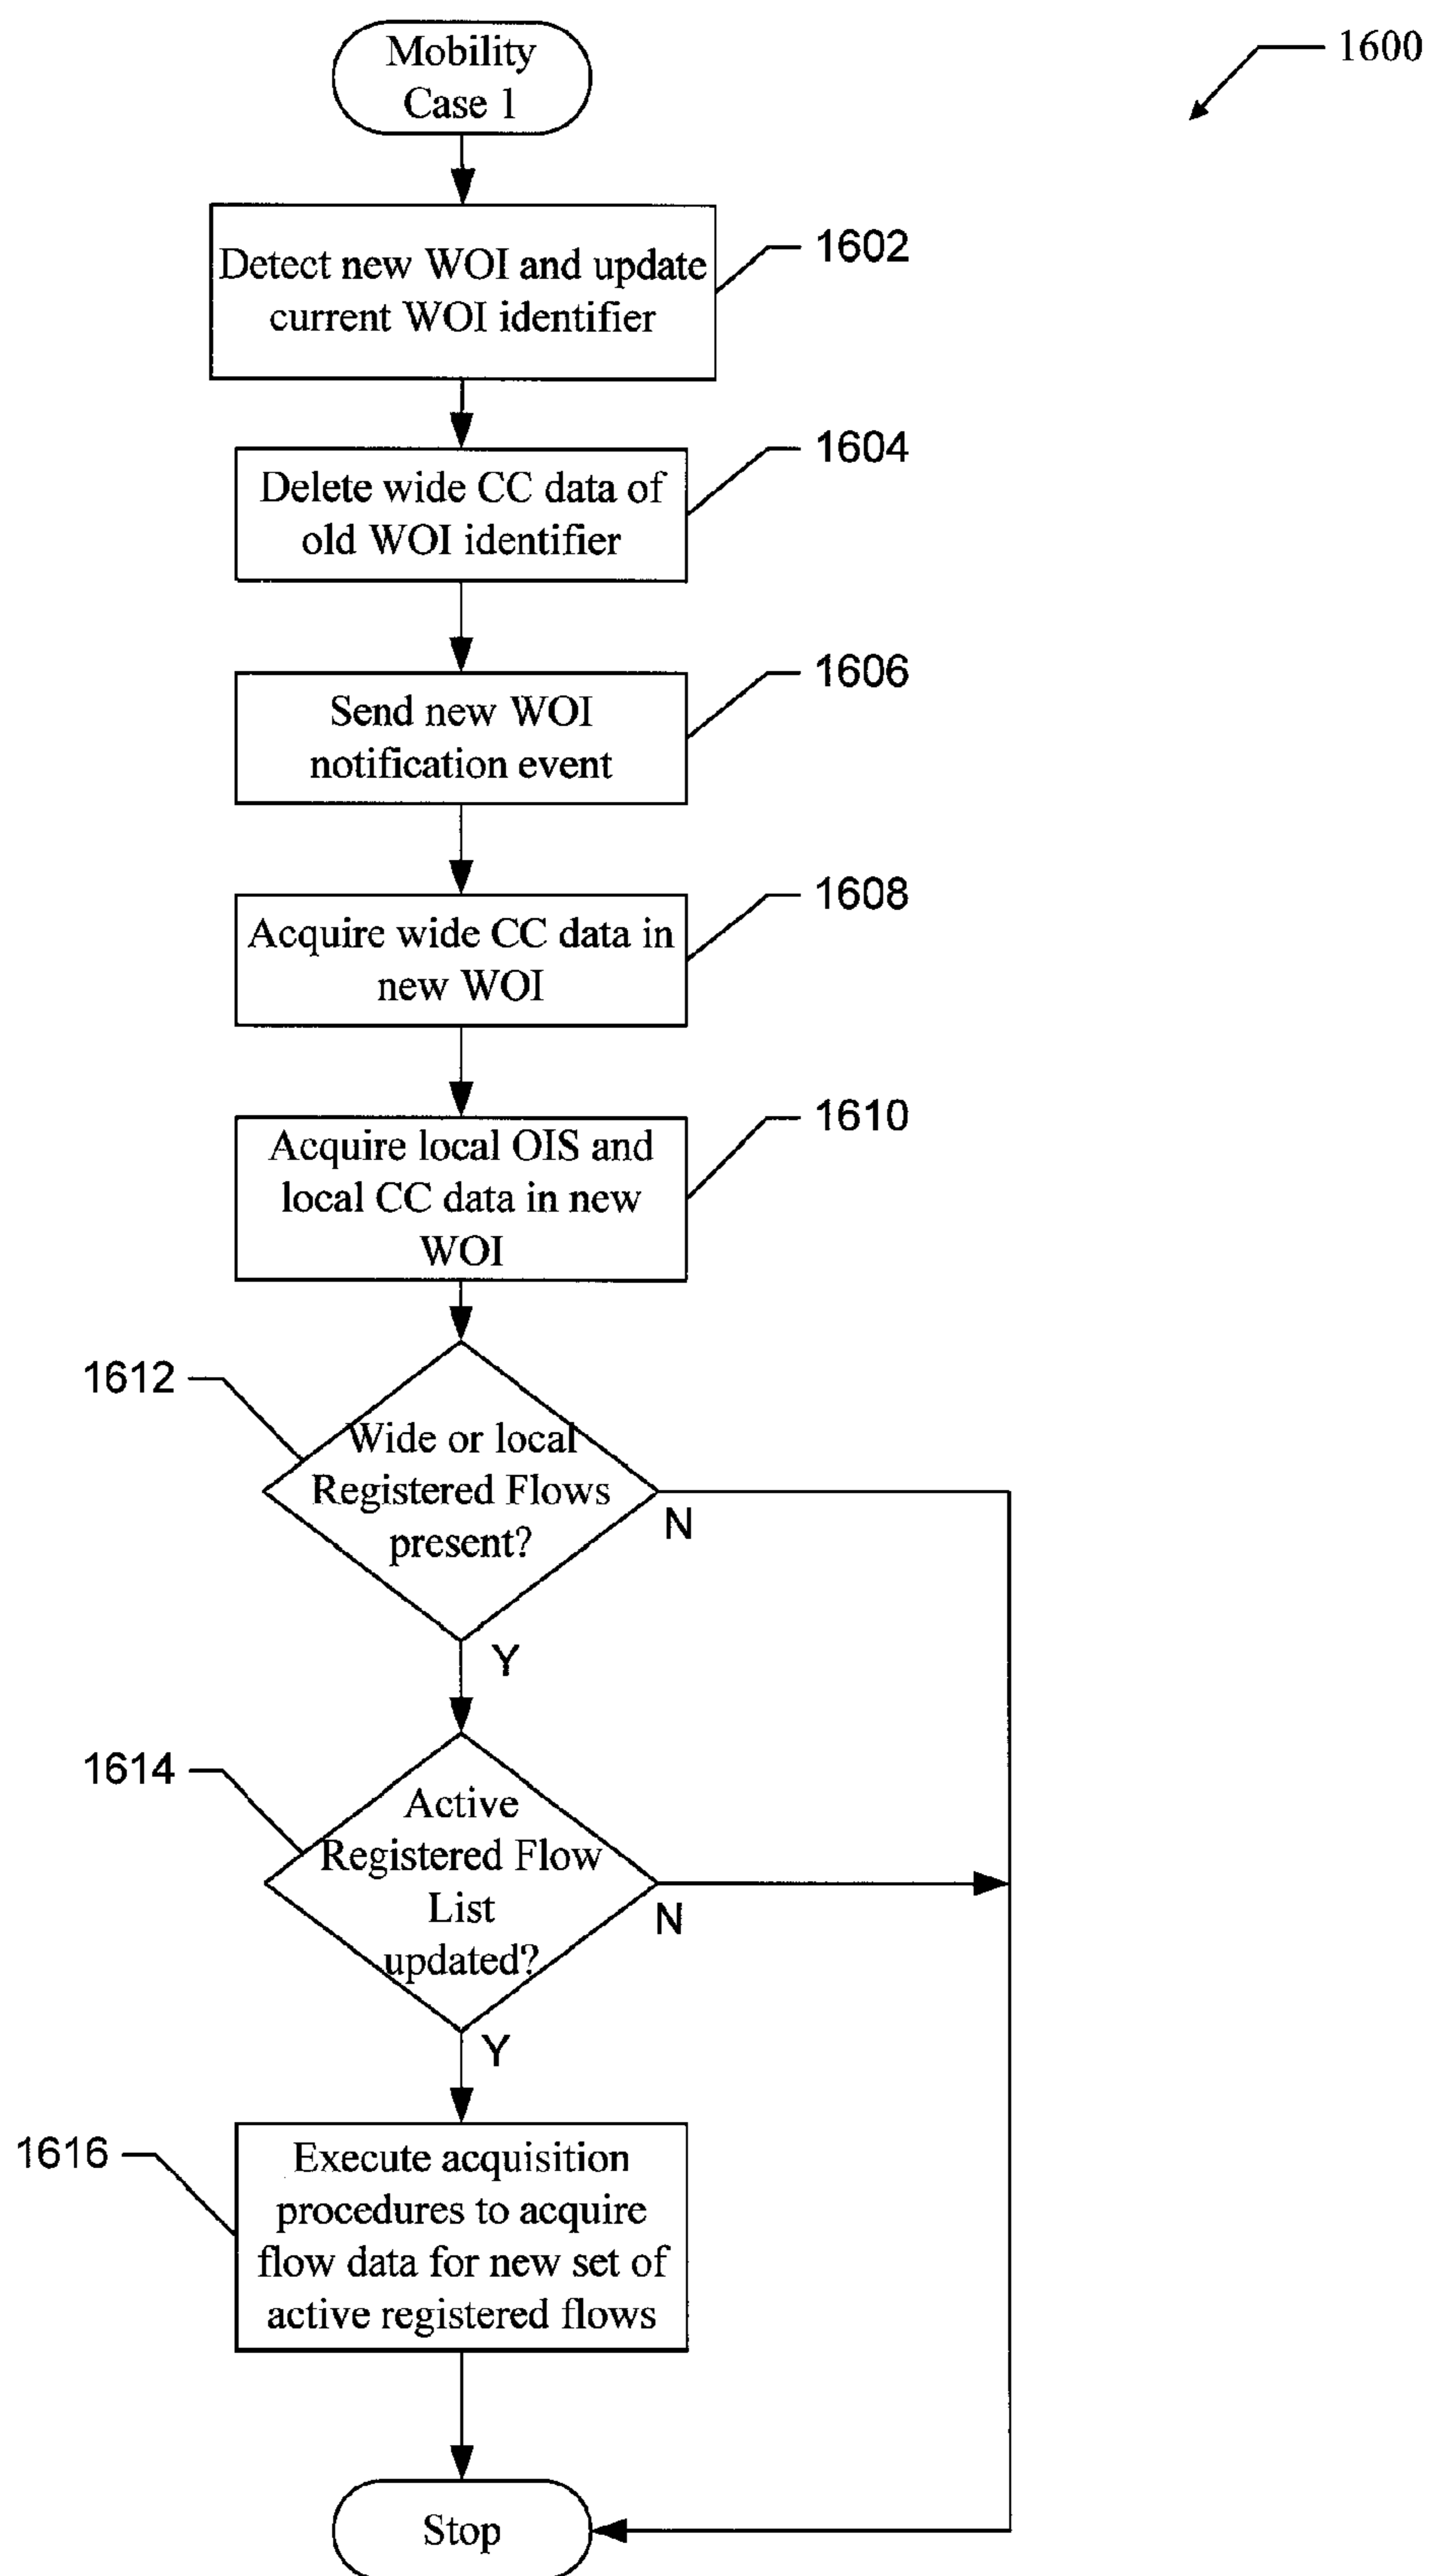 Mobility
Case 1
1600
Detect new WOI and update
current WOI identifier
1602
Delete wide CC data of
old WOI identifier
1604
Send new WOI
notification event
1606
Acquire wide CC data in
new WOI
1608
Acquire local OIS and
local CC data in new
WOI
1610
1612
Wide or local
Registered Flows
present?
N
Y
1614
Active
Registered Flow
List
updated?
N
Y
1616
Execute acquisition
procedures to acquire
flow data for new set of
active registered flows
Stop